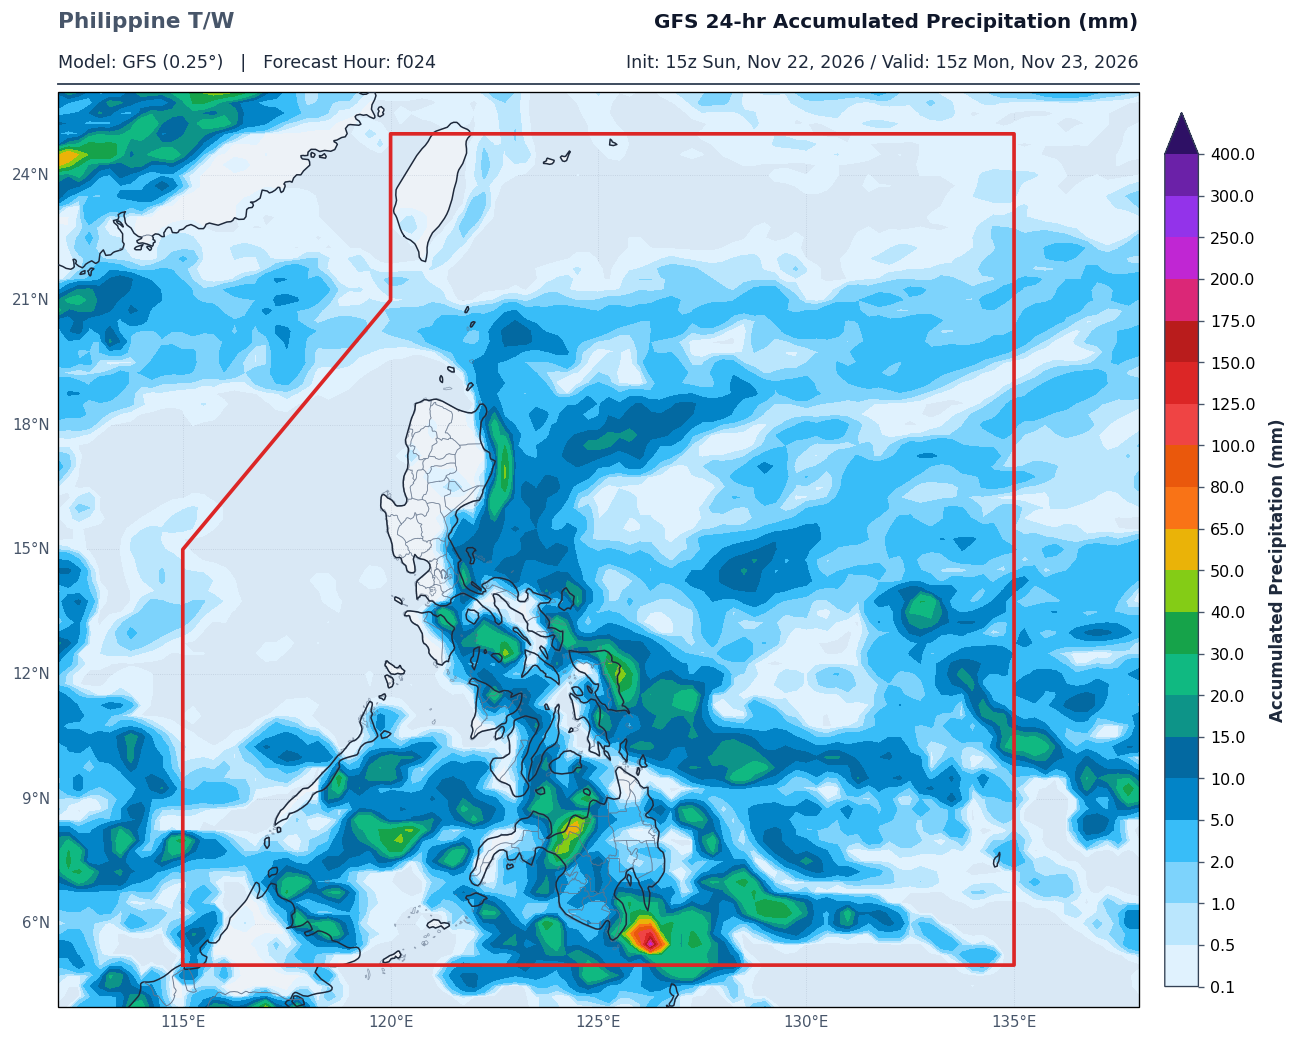 Philippine T/W
GFS 24-hr Accumulated Precipitation (mm)
Model: GFS (0.25°)   |   Forecast Hour: f024
Init: 15z Sun, Nov 22, 2026 / Valid: 15z Mon, Nov 23, 2026
24°N
21°N
18°N
15°N
12°N
9°N
6°N
115°E
120°E
125°E
130°E
135°E
400.0
300.0
250.0
200.0
175.0
150.0
125.0
100.0
80.0
65.0
50.0
40.0
30.0
20.0
15.0
10.0
5.0
2.0
1.0
0.5
0.1
Accumulated Precipitation (mm)